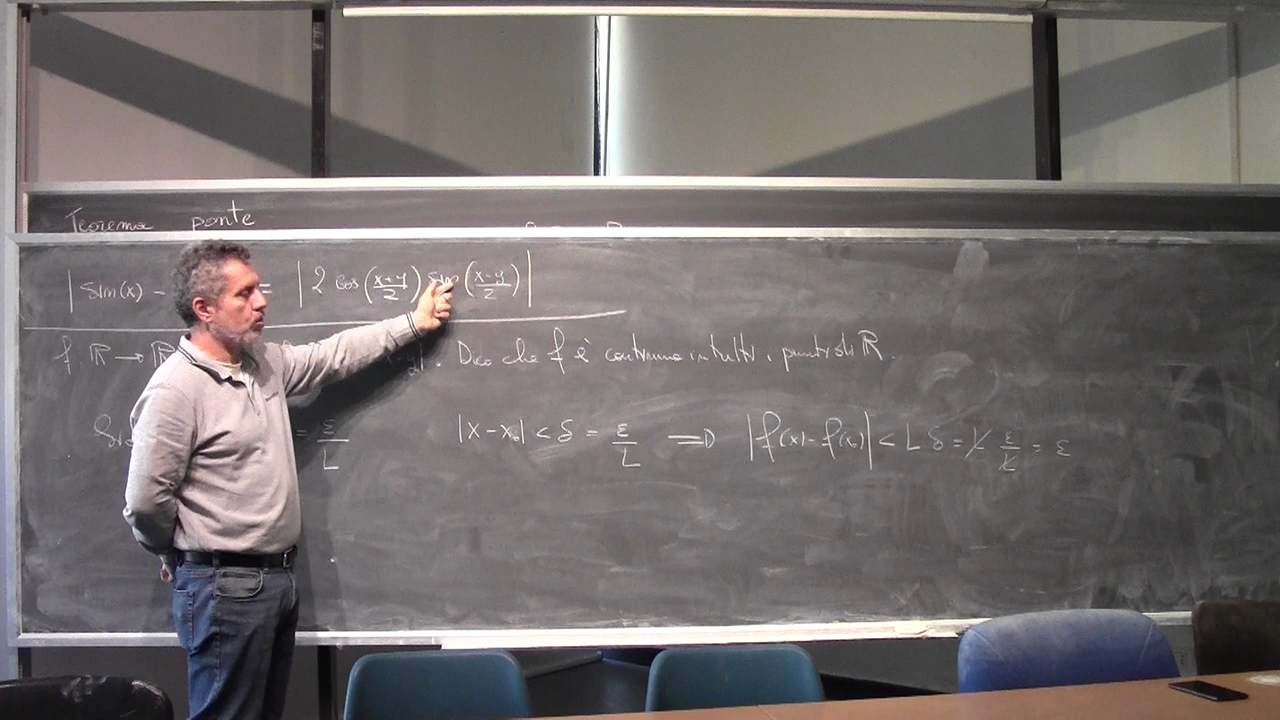 Teorema ponte
| sin(x) - = | 2 cos (x+y/2) sin (x-y/2) |
f: R → R . Dico che f è continua in tutti i punti di R.
= ε/L |x-x₀| < δ = ε/L ⇒ |f(x)-f(x₀)| < L δ = L ε/L = ε